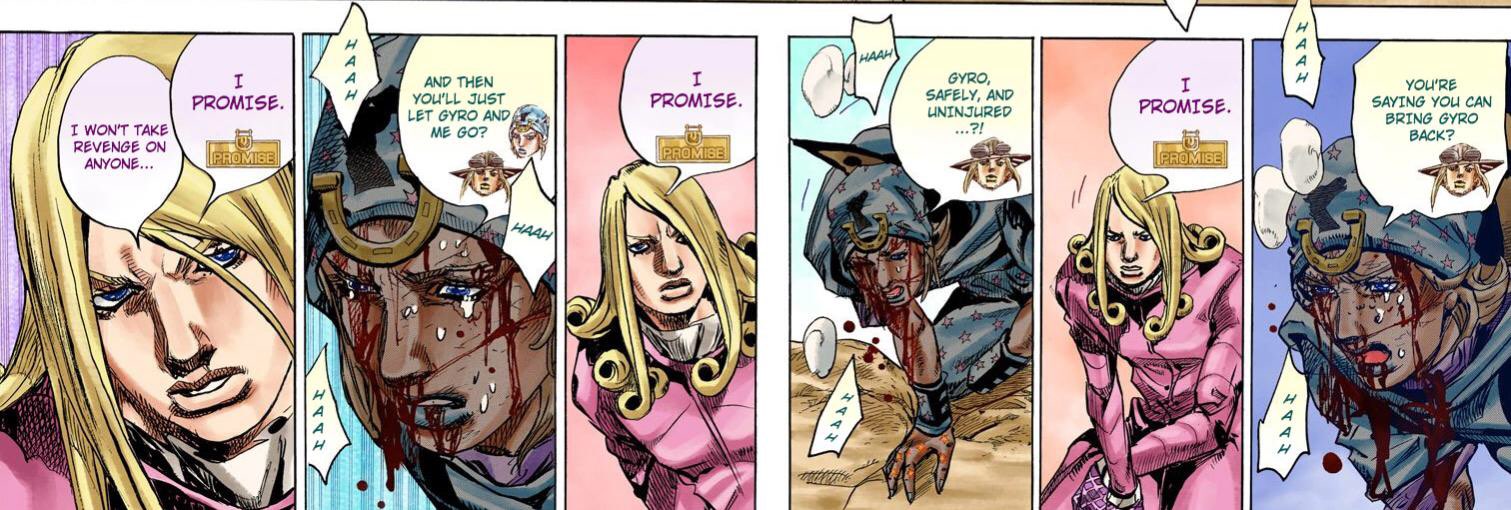 YOU'RE
SAYING YOU CAN
BRING GYRO
BACK?
HAAH
HAAH
I
PROMISE.
PROMISE
GYRO,
SAFELY, AND
UNINJURED
...?!
HAAH
HAAH
I
PROMISE.
PROMISE
AND THEN
YOU'LL JUST
LET GYRO AND
ME GO?
HAAH
HAAH
HAAH
I
PROMISE.
PROMISE
I WON'T TAKE
REVENGE ON
ANYONE...